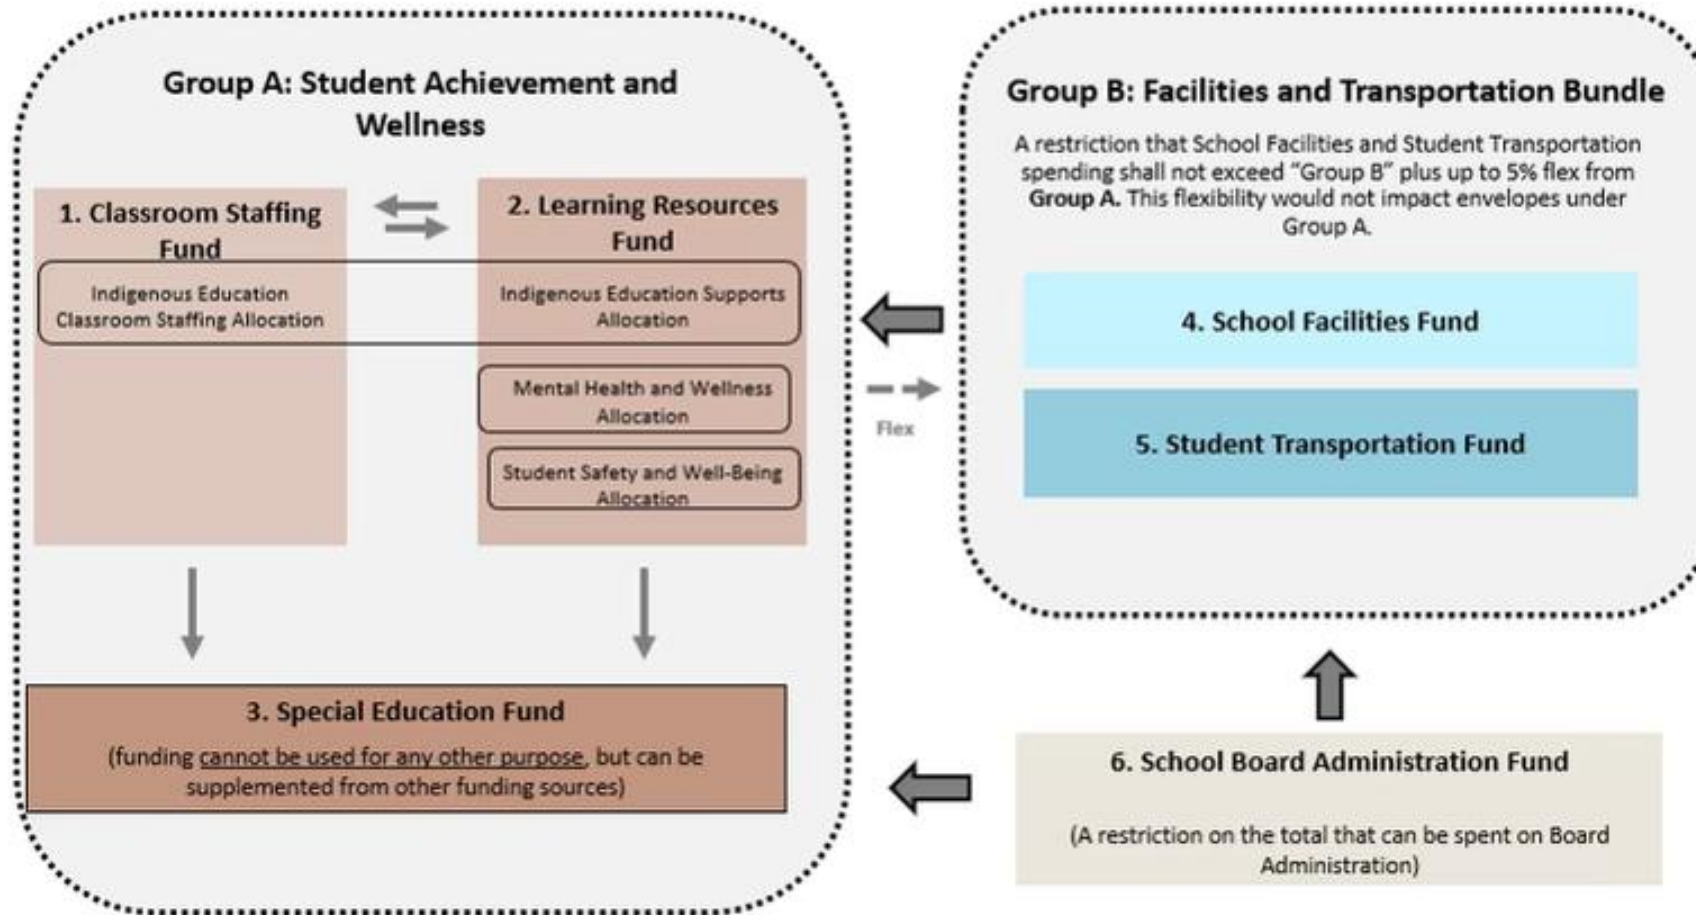 Group A: Student Achievement and
Wellness
1. Classroom Staffing
Fund
2. Learning Resources
Fund
Indigenous Education
Classroom Staffing Allocation
Indigenous Education Supports
Allocation
Mental Health and Wellness
Allocation
Student Safety and Well-Being
Allocation
3. Special Education Fund
(funding cannot be used for any other purpose, but can be
supplemented from other funding sources)
Flex
Group B: Facilities and Transportation Bundle
A restriction that School Facilities and Student Transportation
spending shall not exceed “Group B” plus up to 5% flex from
Group A. This flexibility would not impact envelopes under
Group A.
4. School Facilities Fund
5. Student Transportation Fund
6. School Board Administration Fund
(A restriction on the total that can be spent on Board
Administration)